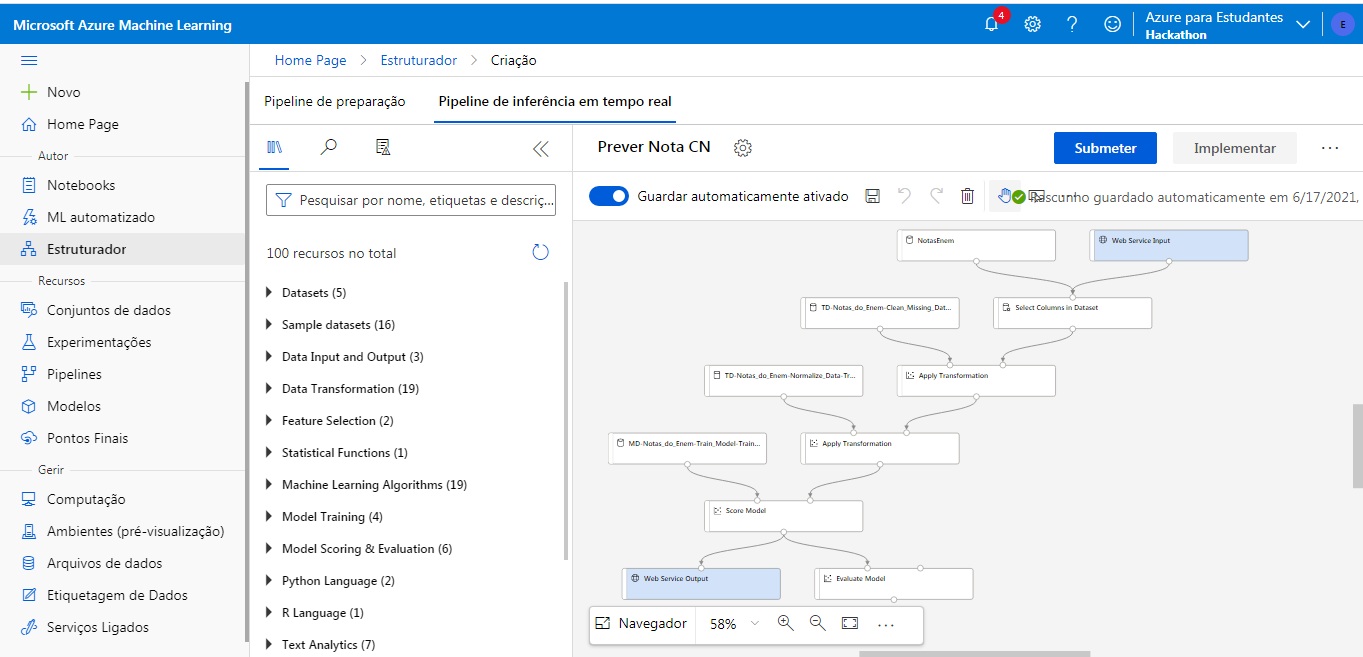 Microsoft Azure Machine Learning
4
Azure para Estudantes
Hackathon
E
Novo
Home Page
Autor
Notebooks
ML automatizado
Estruturador
Recursos
Conjuntos de dados
Experimentações
Pipelines
Modelos
Pontos Finais
Gerir
Computação
Ambientes (pré-visualização)
Arquivos de dados
Etiquetagem de Dados
Serviços Ligados
Home Page > Estruturador > Criação
Pipeline de preparação
Pipeline de inferência em tempo real
Pesquisar por nome, etiquetas e descriç...
100 recursos no total
Datasets (5)
Sample datasets (16)
Data Input and Output (3)
Data Transformation (19)
Feature Selection (2)
Statistical Functions (1)
Machine Learning Algorithms (19)
Model Training (4)
Model Scoring & Evaluation (6)
Python Language (2)
R Language (1)
Text Analytics (7)
Prever Nota CN
Submeter
Implementar
...
Guardar automaticamente ativado
Rascunho guardado automaticamente em 6/17/2021,
NotasEnem
Web Service Input
TD-Notas_do_Enem-Clean_Missing_Dat...
Select Columns in Dataset
TD-Notas_do_Enem-Normalize_Data-Tr...
Apply Transformation
MD-Notas_do_Enem-Train_Model-Train...
Apply Transformation
Score Model
Web Service Output
Evaluate Model
Navegador
58%
...